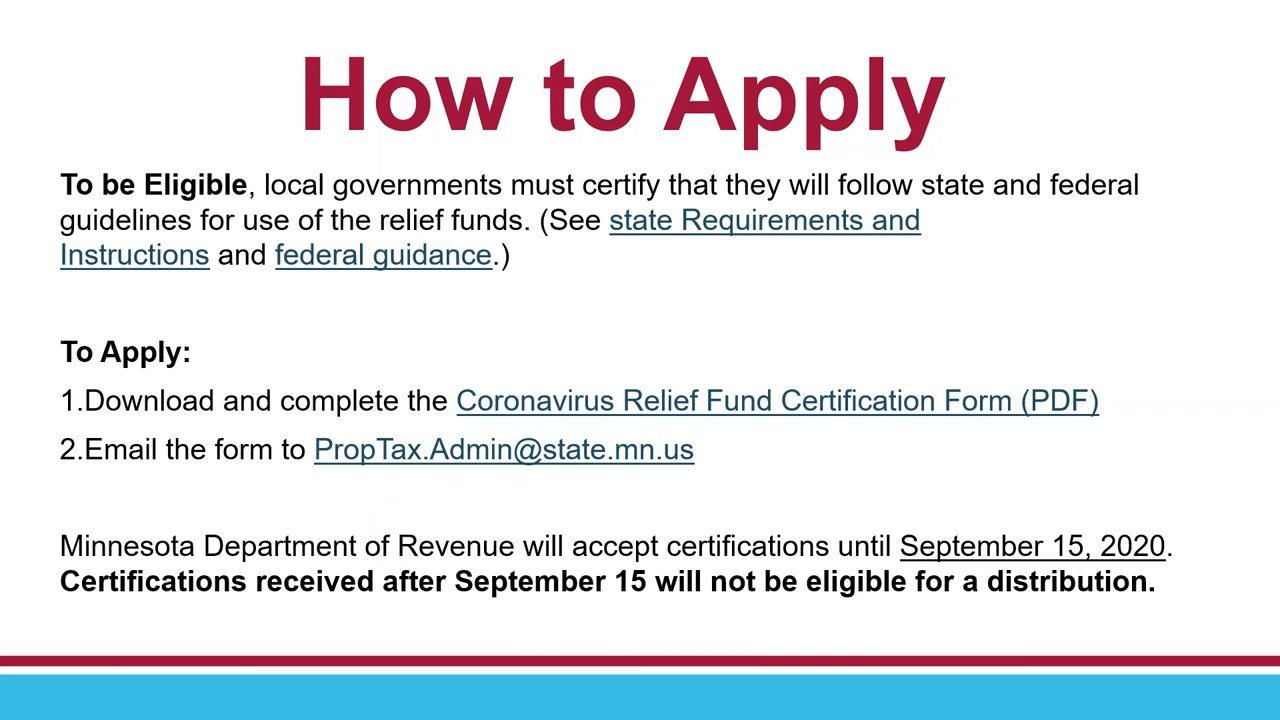 How to Apply
To be Eligible, local governments must certify that they will follow state and federal
guidelines for use of the relief funds. (See state Requirements and
Instructions and federal guidance.)
To Apply:
1.Download and complete the Coronavirus Relief Fund Certification Form (PDF)
2.Email the form to PropTax.Admin@state.mn.us
Minnesota Department of Revenue will accept certifications until September 15, 2020.
Certifications received after September 15 will not be eligible for a distribution.